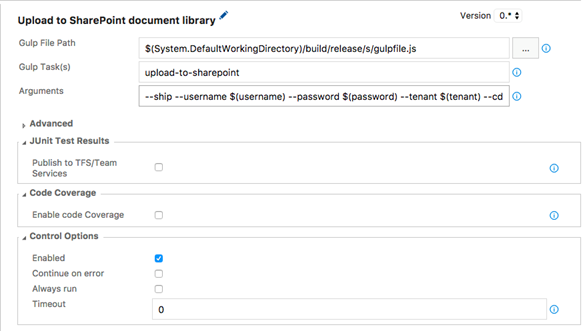 Upload to SharePoint document library
Version 0.*
Gulp File Path
$(System.DefaultWorkingDirectory)/build/release/s/gulpfile.js
...
Gulp Task(s)
upload-to-sharepoint
Arguments
--ship --username $(username) --password $(password) --tenant $(tenant) --cd
Advanced
JUnit Test Results
Publish to TFS/Team
Services
Code Coverage
Enable code Coverage
Control Options
Enabled
Continue on error
Always run
Timeout
0